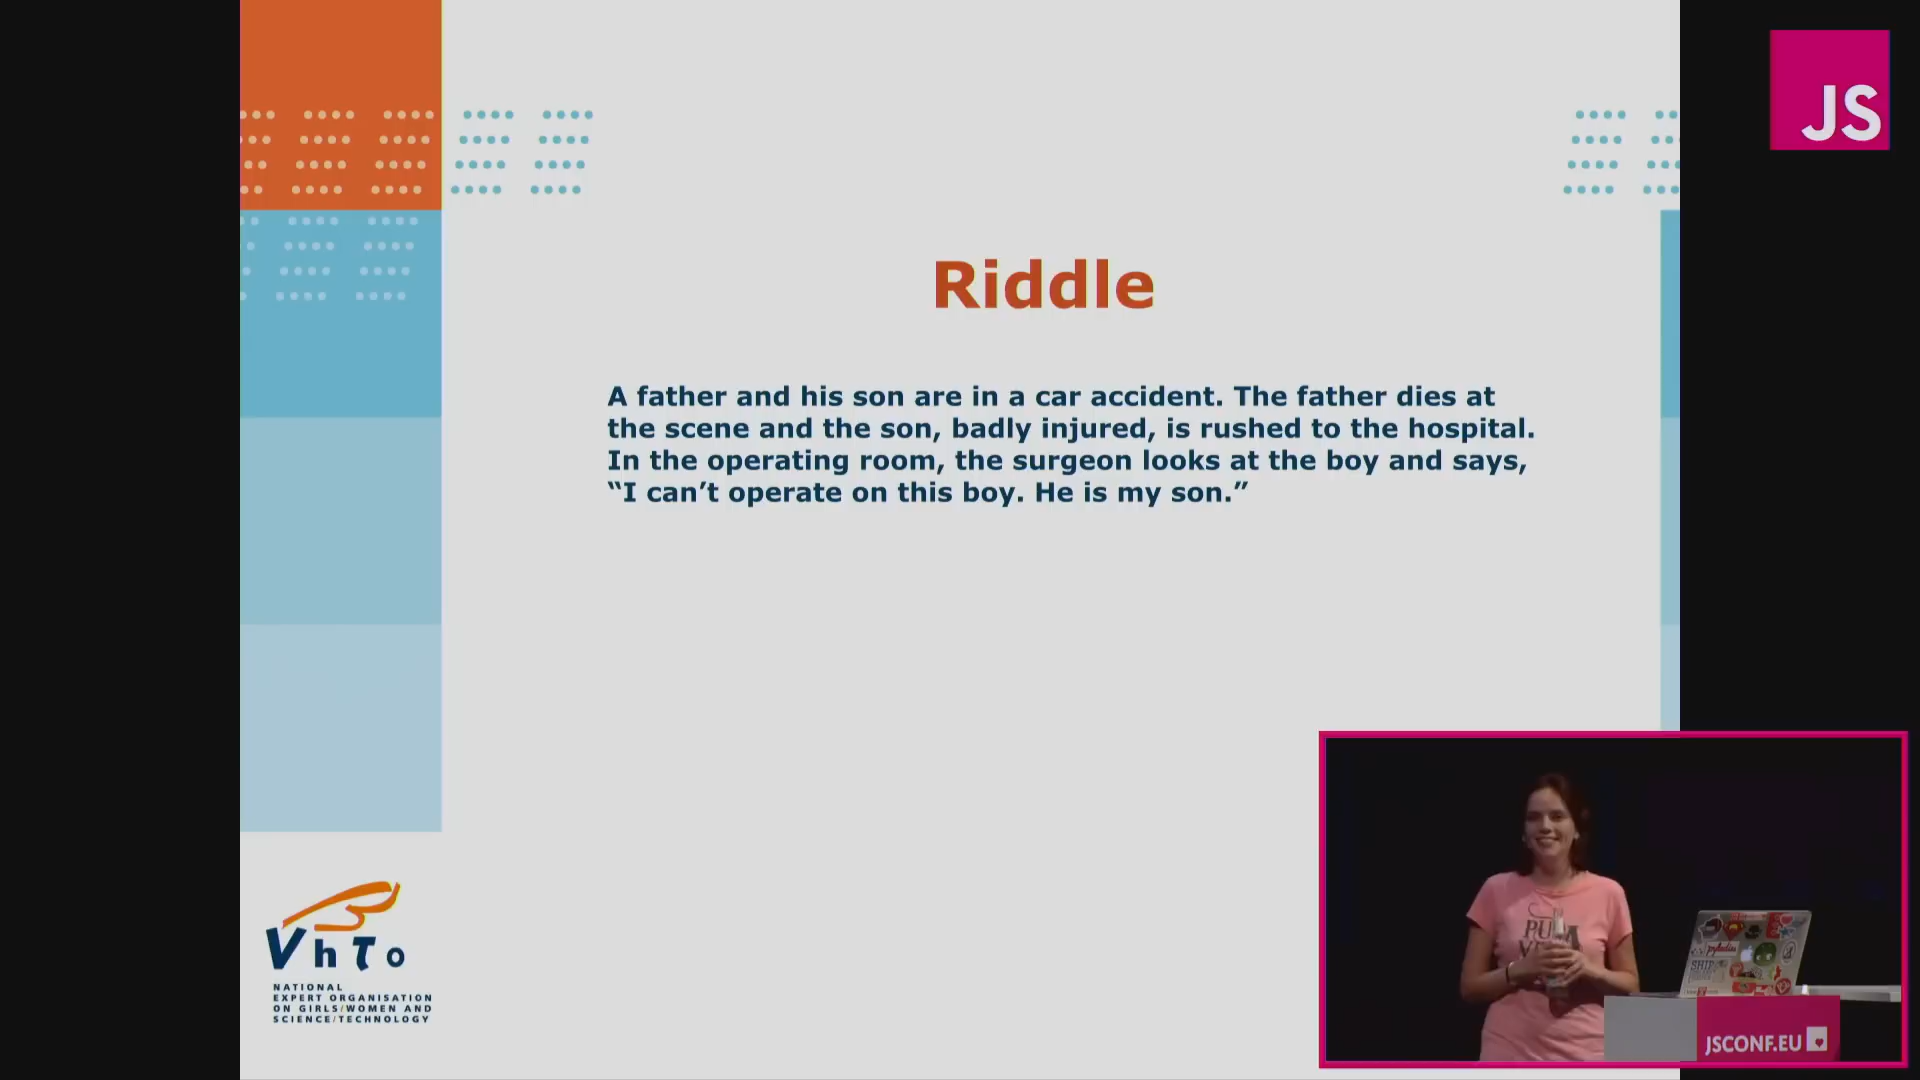 JS
Riddle
A father and his son are in a car accident. The father dies at
the scene and the son, badly injured, is rushed to the hospital.
In the operating room, the surgeon looks at the boy and says,
“I can’t operate on this boy. He is my son.”
VhTo
NATIONAL
EXPERT ORGANISATION
ON GIRLS/WOMEN AND
SCIENCE/TECHNOLOGY
JSCONF.EU